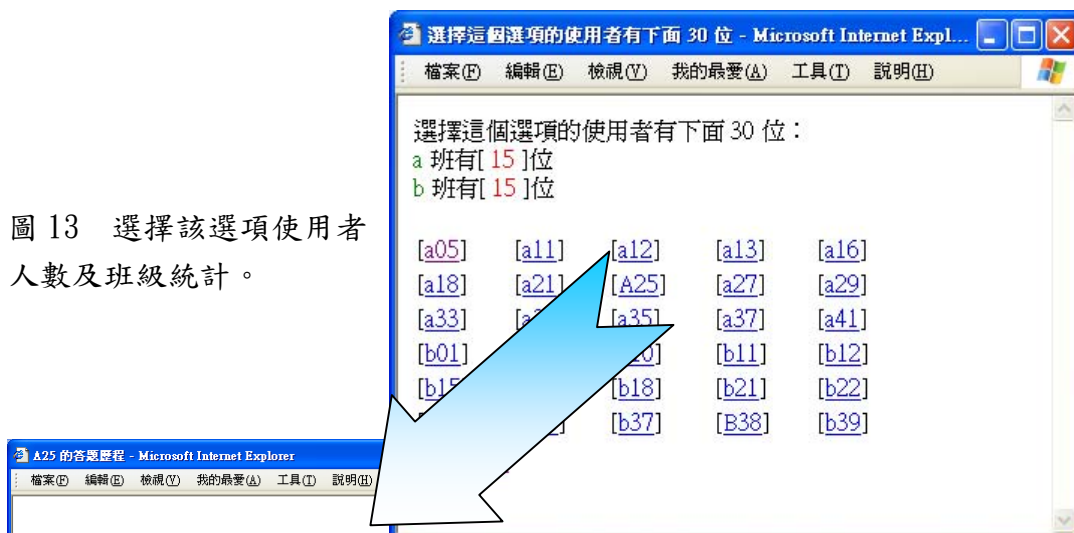 選擇這個選項的使用者有下面 30 位 - Microsoft Internet Expl...
檔案(F) 編輯(E) 檢視(V) 我的最愛(A) 工具(T) 說明(H)
選擇這個選項的使用者有下面 30 位：
a 班有[ 15 ]位
b 班有[ 15 ]位
[a05] [a11] [a12] [a13] [a16]
[a18] [a21] [A25] [a27] [a29]
[a33] [a35] [a37] [a41]
[b01] [b11] [b12]
[b15 [b18] [b21] [b22]
[b37] [B38] [b39]
圖 13 選擇該選項使用者
人數及班級統計。
A25 的答題歷程 - Microsoft Internet Explorer
檔案(F) 編輯(E) 檢視(V) 我的最愛(A) 工具(T) 說明(H)